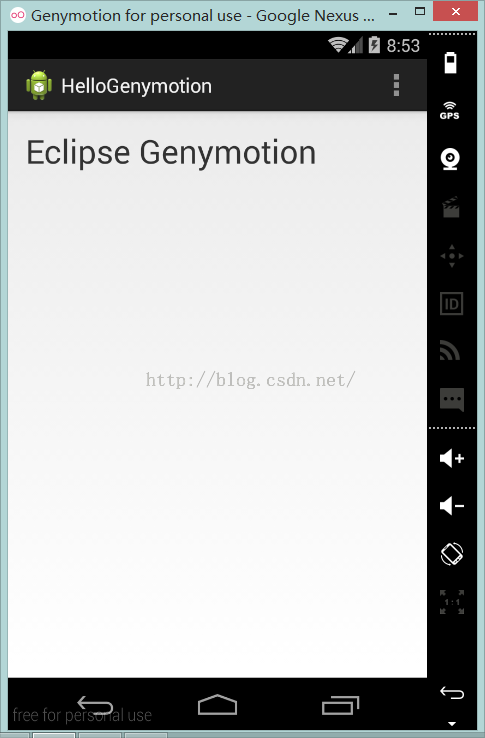 Genymotion for personal use - Google Nexus ...
8:53
HelloGenymotion
GPS
Eclipse Genymotion
ID
http://blog.csdn.net/
1:1
free for personal use